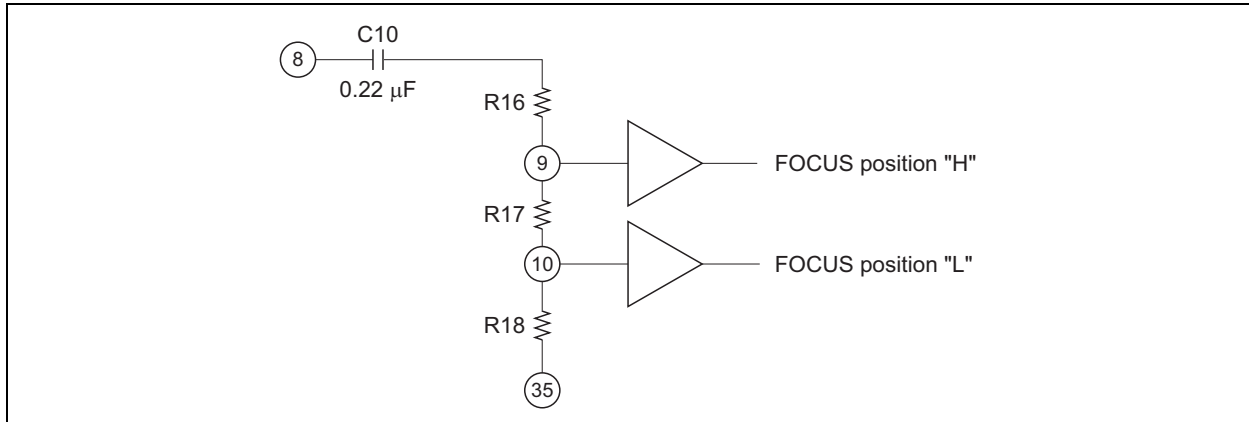 C10
8
0.22 μF
R16
9
FOCUS position "H"
R17
10
FOCUS position "L"
R18
35